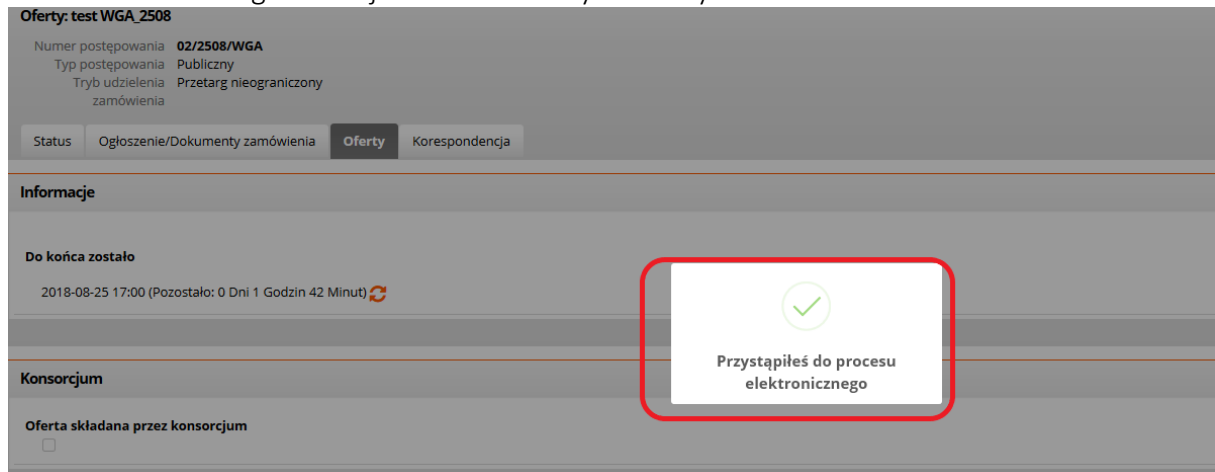 Oferty: test WGA_2508
Numer postępowania 02/2508/WGA
Typ postępowania Publiczny
Tryb udzielenia zamówienia Przetarg nieograniczony
Status Ogłoszenie/Dokumenty zamówienia Oferty Korespondencja
Informacje
Do końca zostało
2018-08-25 17:00 (Pozostało: 0 Dni 1 Godzin 42 Minut)
Przystąpiłeś do procesu
elektronicznego
Konsorcjum
Oferta składana przez konsorcjum